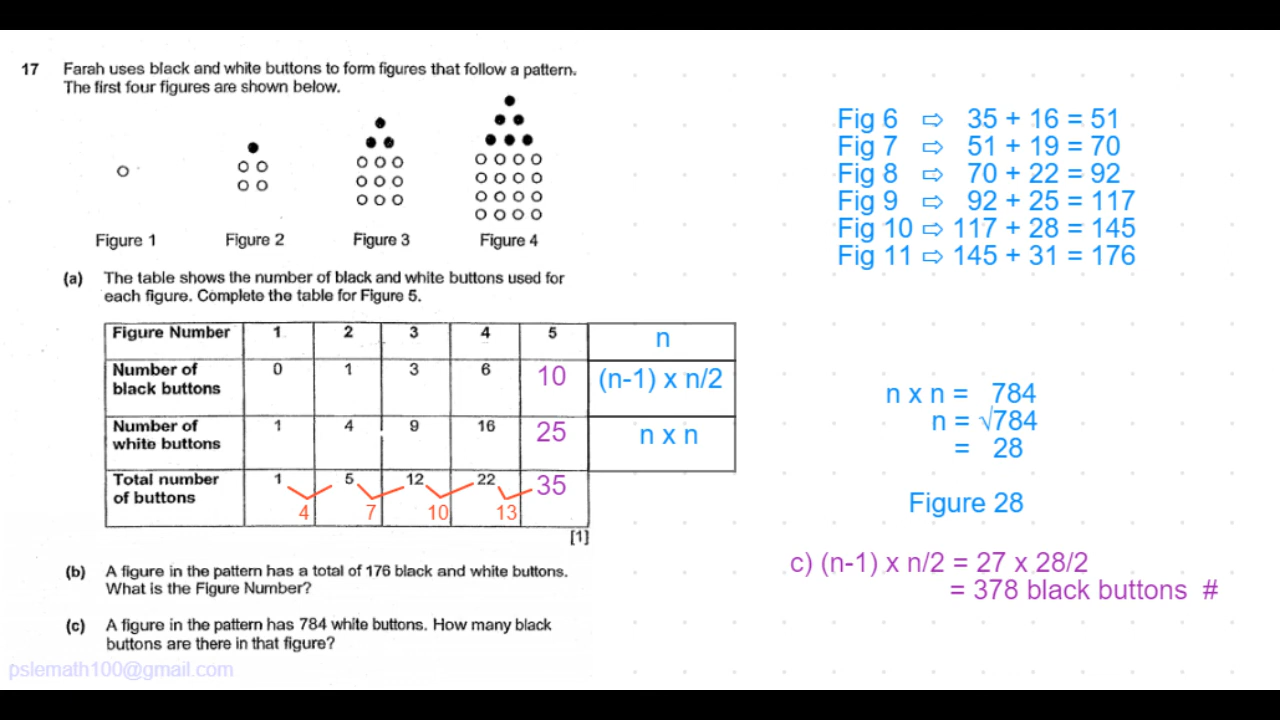 17 Farah uses black and white buttons to form figures that follow a pattern.
The first four figures are shown below.
Figure 1 Figure 2 Figure 3 Figure 4
(a) The table shows the number of black and white buttons used for
each figure. Complete the table for Figure 5.
Figure Number 1 2 3 4 5 n
Number of
black buttons 0 1 3 6 10 (n-1) x n/2
Number of
white buttons 1 4 9 16 25 n x n
Total number
of buttons 1 5 12 22 35
4 7 10 13
[1]
(b) A figure in the pattern has a total of 176 black and white buttons.
What is the Figure Number?
(c) A figure in the pattern has 784 white buttons. How many black
buttons are there in that figure?
pslemath100@gmail.com
Fig 6 ⇨ 35 + 16 = 51
Fig 7 ⇨ 51 + 19 = 70
Fig 8 ⇨ 70 + 22 = 92
Fig 9 ⇨ 92 + 25 = 117
Fig 10 ⇨ 117 + 28 = 145
Fig 11 ⇨ 145 + 31 = 176
n x n = 784
n = √784
= 28
Figure 28
c) (n-1) x n/2 = 27 x 28/2
= 378 black buttons #